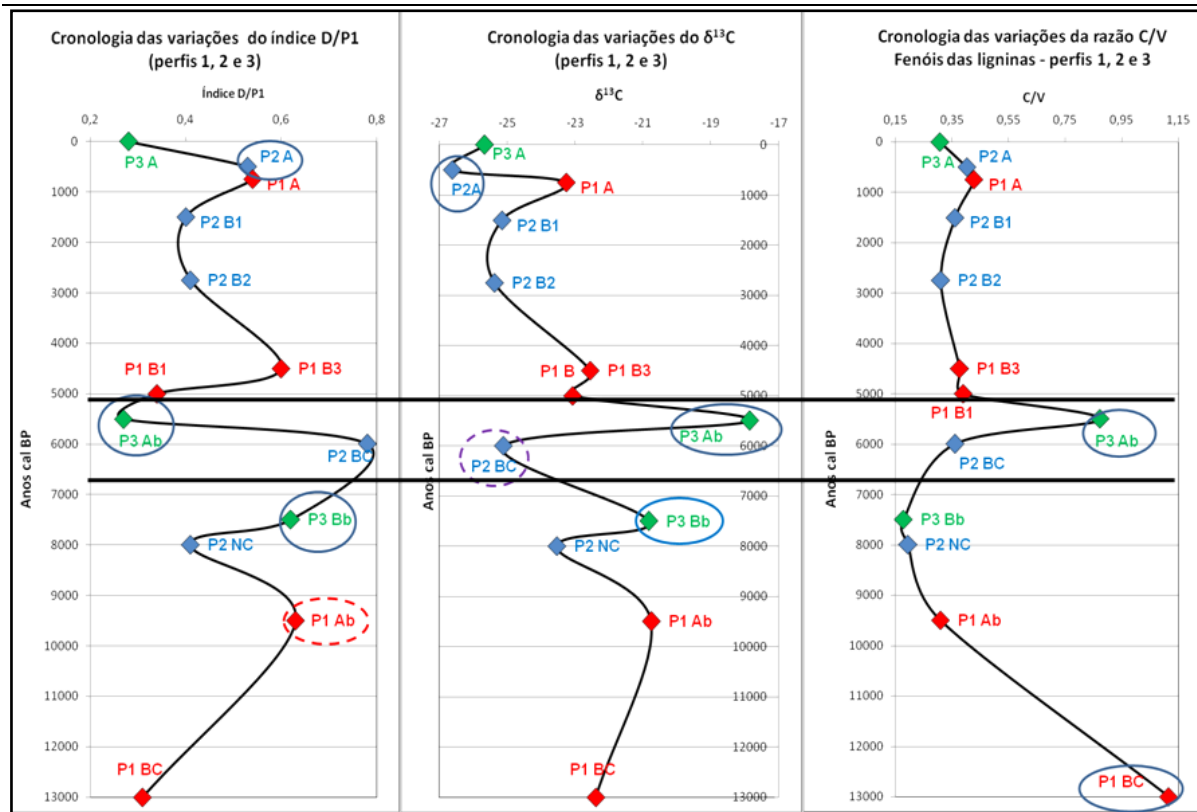 Cronologia das variações do índice D/P1
(perfis 1, 2 e 3)
Índice D/P1
0,2 0,4 0,6 0,8
0
1000
2000
3000
4000
5000
6000
7000
8000
9000
10000
11000
12000
13000
Anos cal BP
P3 A
P2 A
P1 A
P2 B1
P2 B2
P1 B1
P1 B3
P3 Ab
P2 BC
P3 Bb
P2 NC
P1 Ab
P1 BC
Cronologia das variações do δ¹³C
(perfis 1, 2 e 3)
δ¹³C
-27 -25 -23 -21 -19 -17
0
1000
2000
3000
4000
5000
6000
7000
8000
9000
10000
11000
12000
13000
Anos cal BP
P3 A
P2A
P1 A
P2 B1
P2 B2
P1 B
P1 B3
P3 Ab
P2 BC
P3 Bb
P2 NC
P1 Ab
P1 BC
Cronologia das variações da razão C/V
Fenóis das ligninas - perfis 1, 2 e 3
C/V
0,15 0,35 0,55 0,75 0,95 1,15
0
1000
2000
3000
4000
5000
6000
7000
8000
9000
10000
11000
12000
13000
Anos cal BP
P3 A
P2 A
P1 A
P2 B1
P2 B2
P1 B3
P1 B1
P3 Ab
P2 BC
P3 Bb
P2 NC
P1 Ab
P1 BC